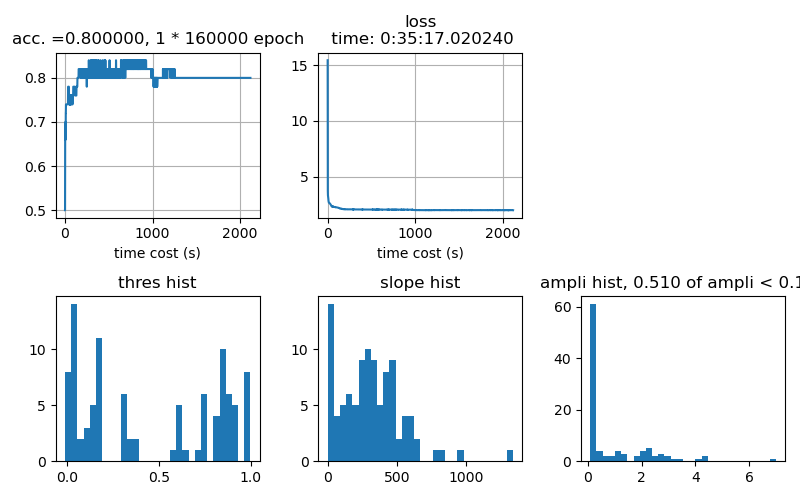 acc. =0.800000, 1 * 160000 epoch
0.8
0.7
0.6
0.5
0 1000 2000
time cost (s)
loss
time: 0:35:17.020240
15
10
5
0 1000 2000
time cost (s)
thres hist
10
5
0
0.0 0.5 1.0
slope hist
10
5
0
0 500 1000
ampli hist, 0.510 of ampli < 0.1
60
40
20
0
0 2 4 6